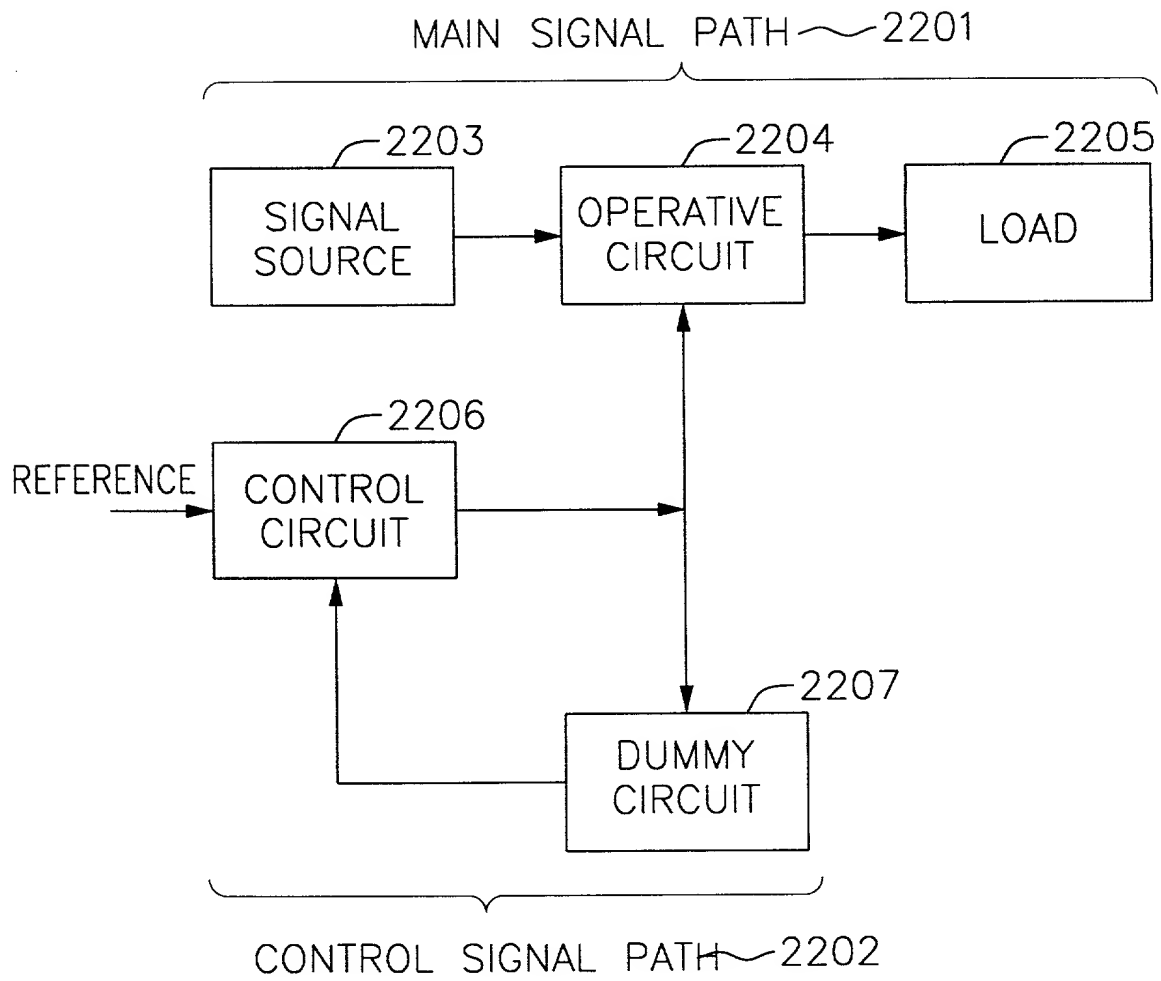 MAIN SIGNAL PATH 2201
2203
2204
2205
SIGNAL
SOURCE
OPERATIVE
CIRCUIT
LOAD
2206
REFERENCE
CONTROL
CIRCUIT
2207
DUMMY
CIRCUIT
CONTROL SIGNAL PATH 2202